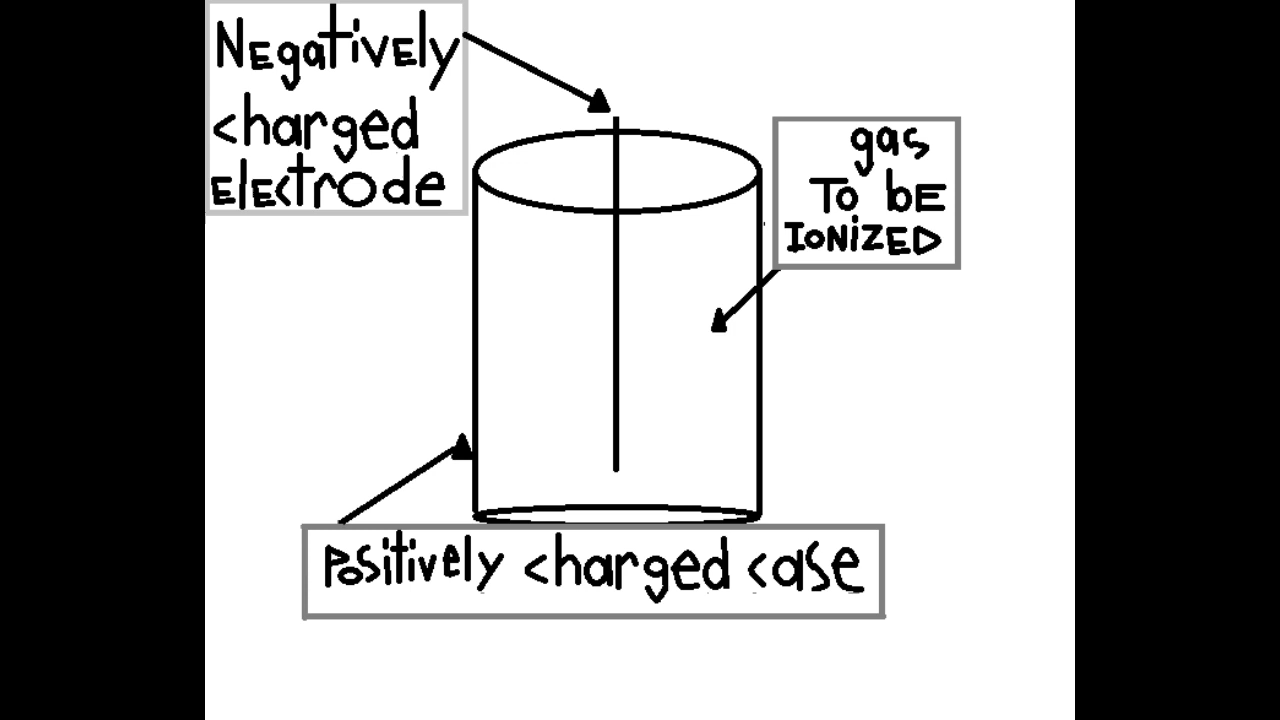 Negatively
charged
electrode
gas
To be
IONIZED
Positively charged case